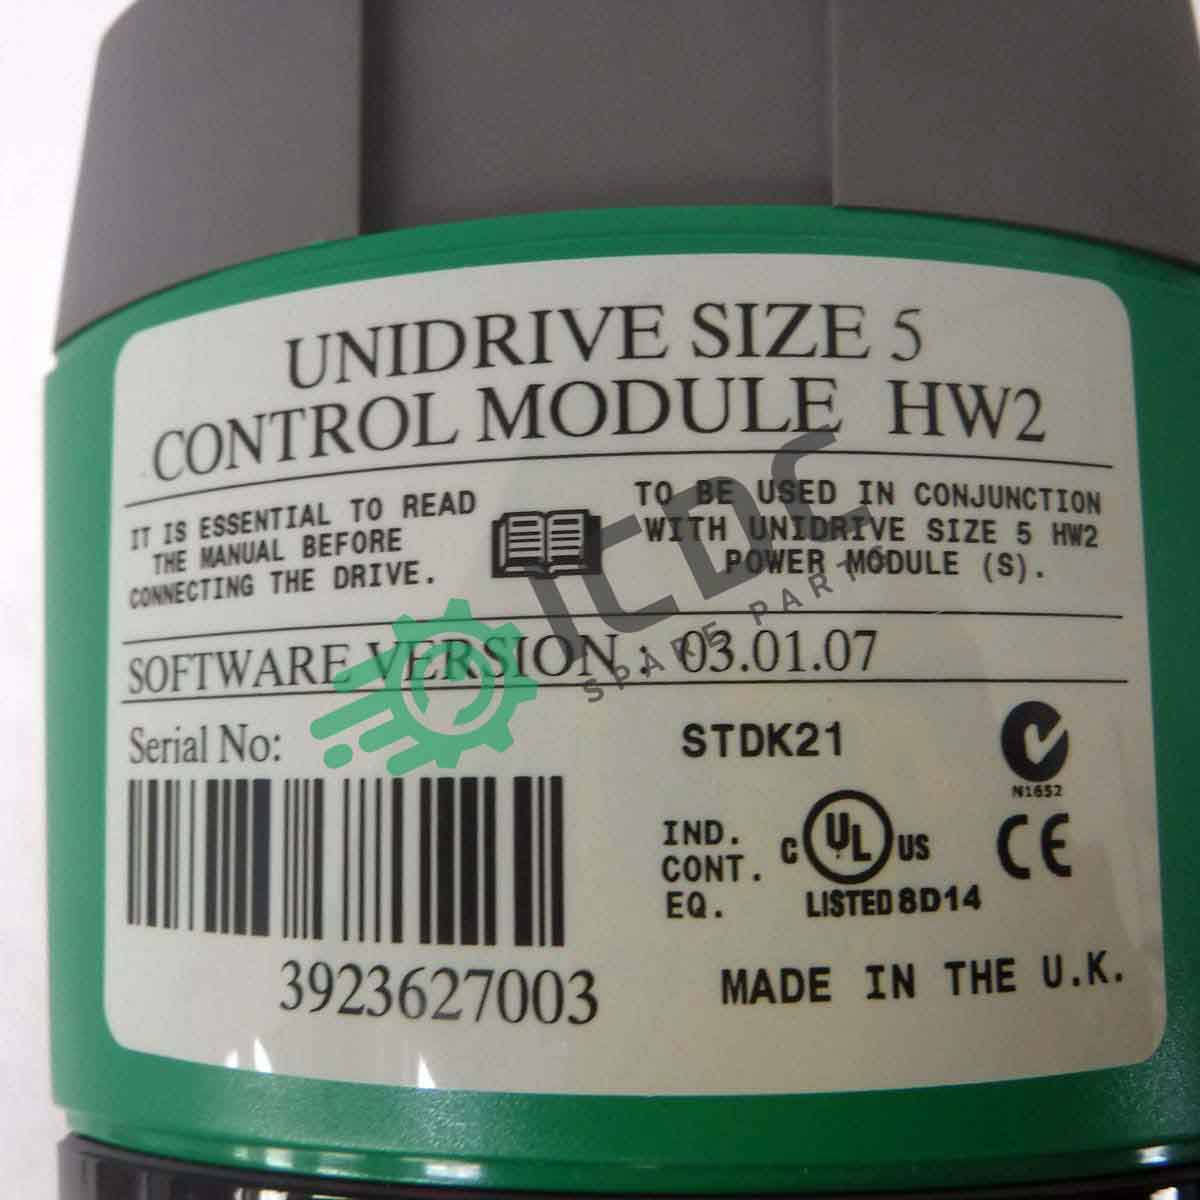 UNIDRIVE SIZE 5
CONTROL MODULE HW2
IT IS ESSENTIAL TO READ
THE MANUAL BEFORE
CONNECTING THE DRIVE.
TO BE USED IN CONJUNCTION
WITH UNIDRIVE SIZE 5 HW2
POWER MODULE (S).
ICDC
SPARE PARTS
SOFTWARE VERSION : 03.01.07
Serial No:
3923627003
STDK21
N1652
IND.
CONT.
EQ.
C UL US
LISTED 8D14
CE
MADE IN THE U.K.